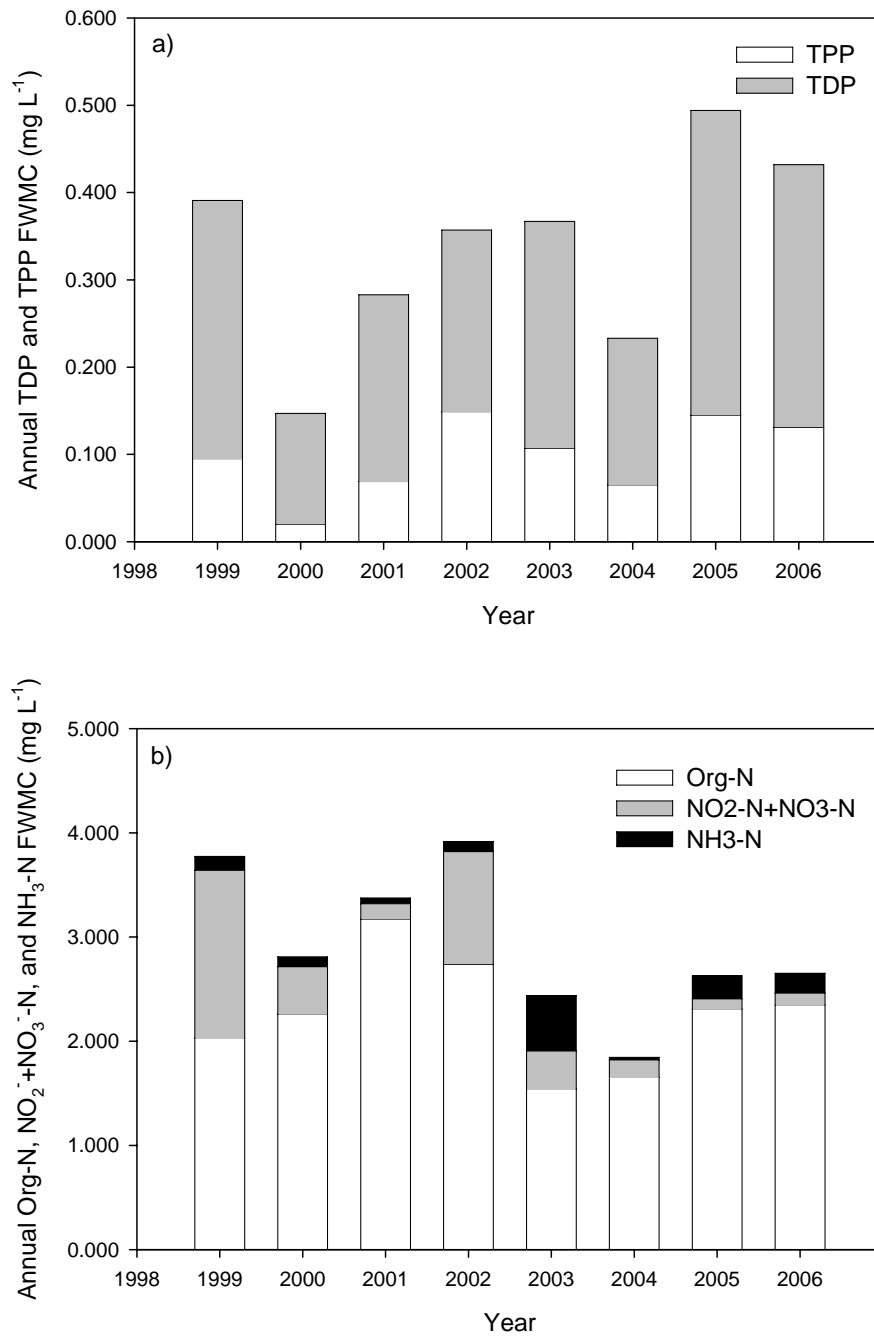 a)
TPP
TDP
Annual TDP and TPP FWMC (mg L⁻¹)
0.600
0.500
0.400
0.300
0.200
0.100
0.000
1998 1999 2000 2001 2002 2003 2004 2005 2006
Year
b)
Org-N
NO2-N+NO3-N
NH3-N
Annual Org-N, NO₂⁻+NO₃⁻-N, and NH₃-N FWMC (mg L⁻¹)
5.000
4.000
3.000
2.000
1.000
0.000
1998 1999 2000 2001 2002 2003 2004 2005 2006
Year